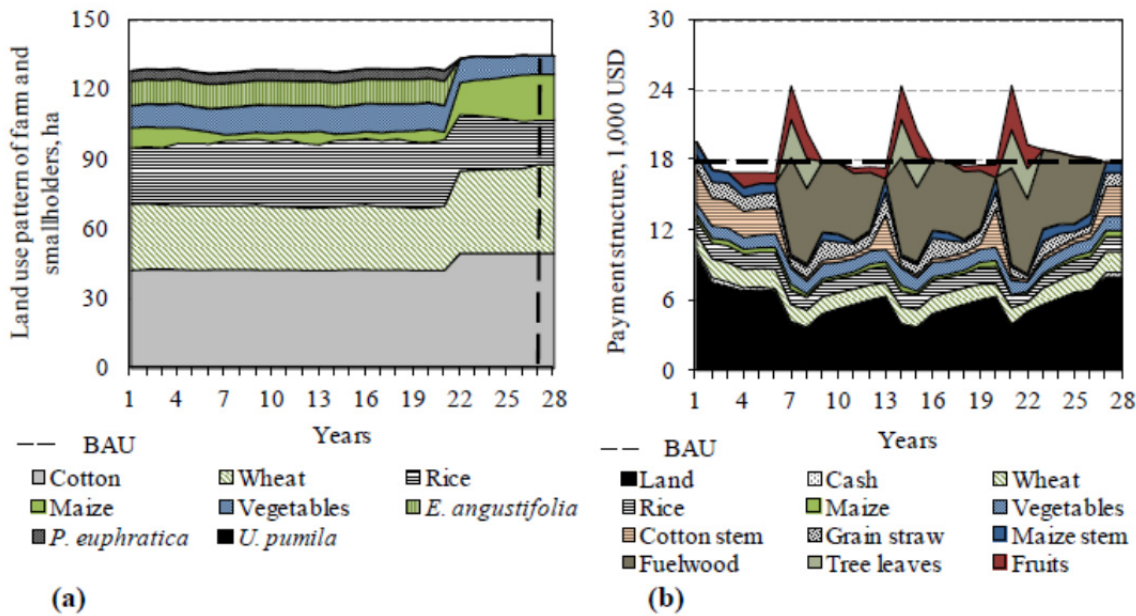 Land use pattern of farm and
smallholders, ha
150
120
90
60
30
0
1 4 7 10 13 16 19 22 25 28
Years
BAU
Cotton Wheat Rice
Maize Vegetables E. angustifolia
P. euphratica U. pumila
(a)
Payment structure, 1,000 USD
30
24
18
12
6
0
1 4 7 10 13 16 19 22 25 28
Years
BAU
Land Cash Wheat
Rice Maize Vegetables
Cotton stem Grain straw Maize stem
Fuelwood Tree leaves Fruits
(b)